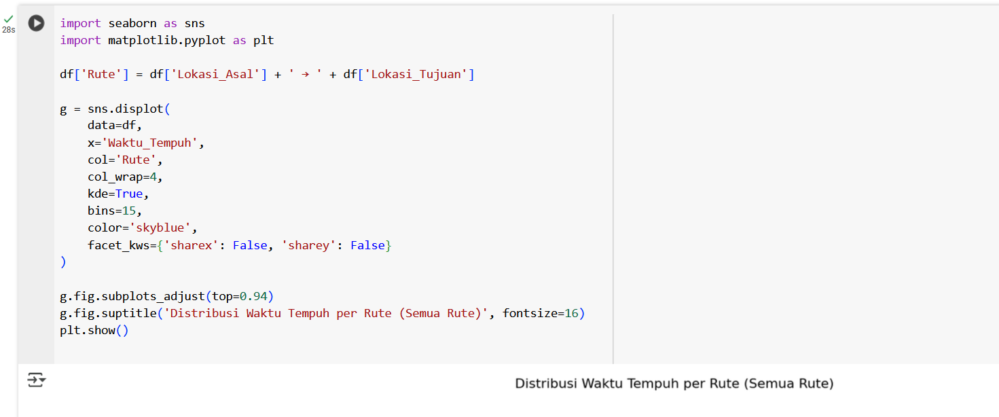 28s
import seaborn as sns
import matplotlib.pyplot as plt
df['Rute'] = df['Lokasi_Asal'] + ' → ' + df['Lokasi_Tujuan']
g = sns.displot(
    data=df,
    x='Waktu_Tempuh',
    col='Rute',
    col_wrap=4,
    kde=True,
    bins=15,
    color='skyblue',
    facet_kws={'sharex': False, 'sharey': False}
)
g.fig.subplots_adjust(top=0.94)
g.fig.suptitle('Distribusi Waktu Tempuh per Rute (Semua Rute)', fontsize=16)
plt.show()
Distribusi Waktu Tempuh per Rute (Semua Rute)